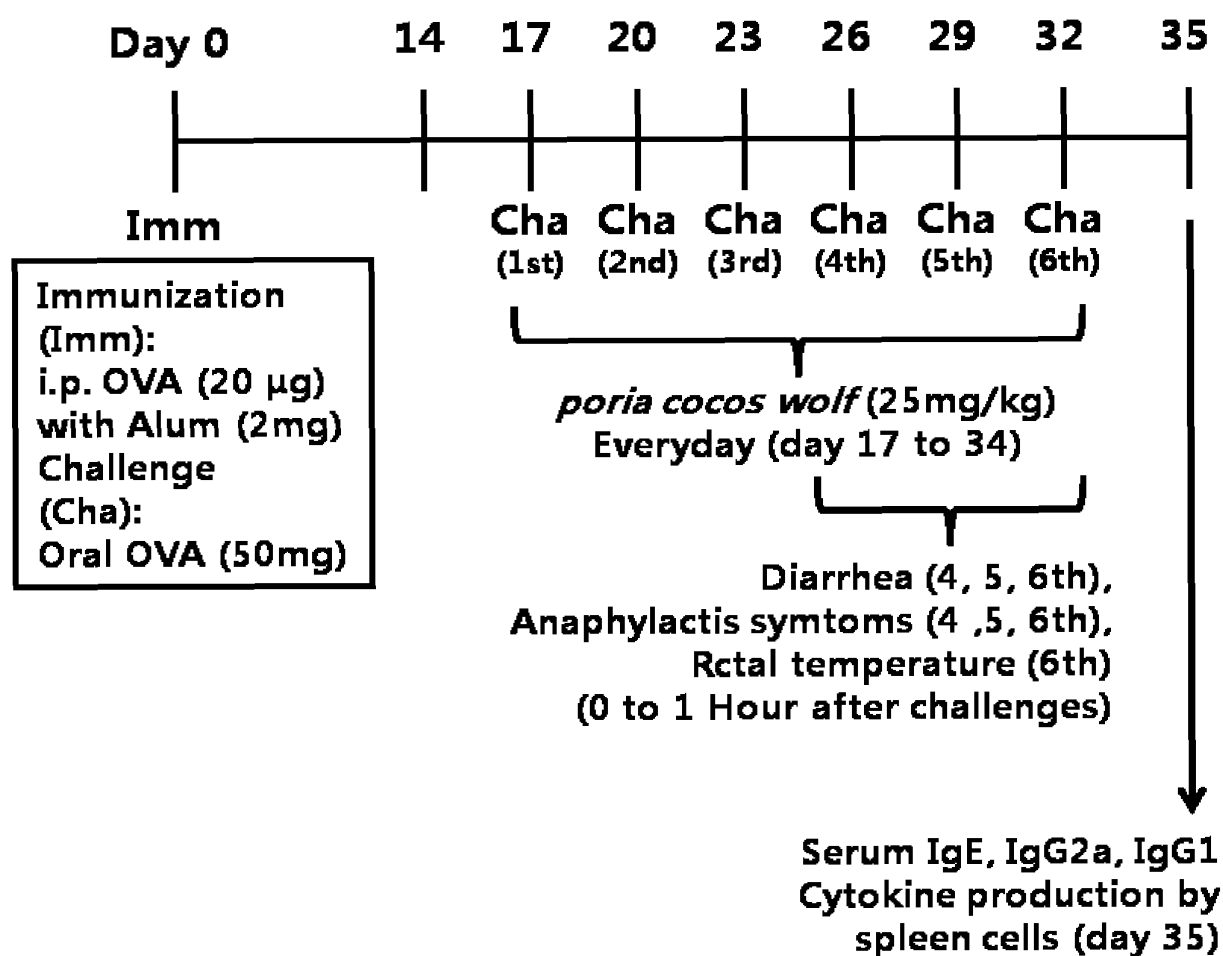 Day 0 14 17 20 23 26 29 32 35
Imm
Cha Cha Cha Cha Cha Cha
(1st) (2nd) (3rd) (4th) (5th) (6th)
Immunization
(Imm):
i.p. OVA (20 μg)
with Alum (2mg)
Challenge
(Cha):
Oral OVA (50mg)
poria cocos wolf (25mg/kg)
Everyday (day 17 to 34)
Diarrhea (4, 5, 6th),
Anaphylactis symtoms (4 ,5, 6th),
Rctal temperature (6th)
(0 to 1 Hour after challenges)
Serum IgE, IgG2a, IgG1
Cytokine production by
spleen cells (day 35)